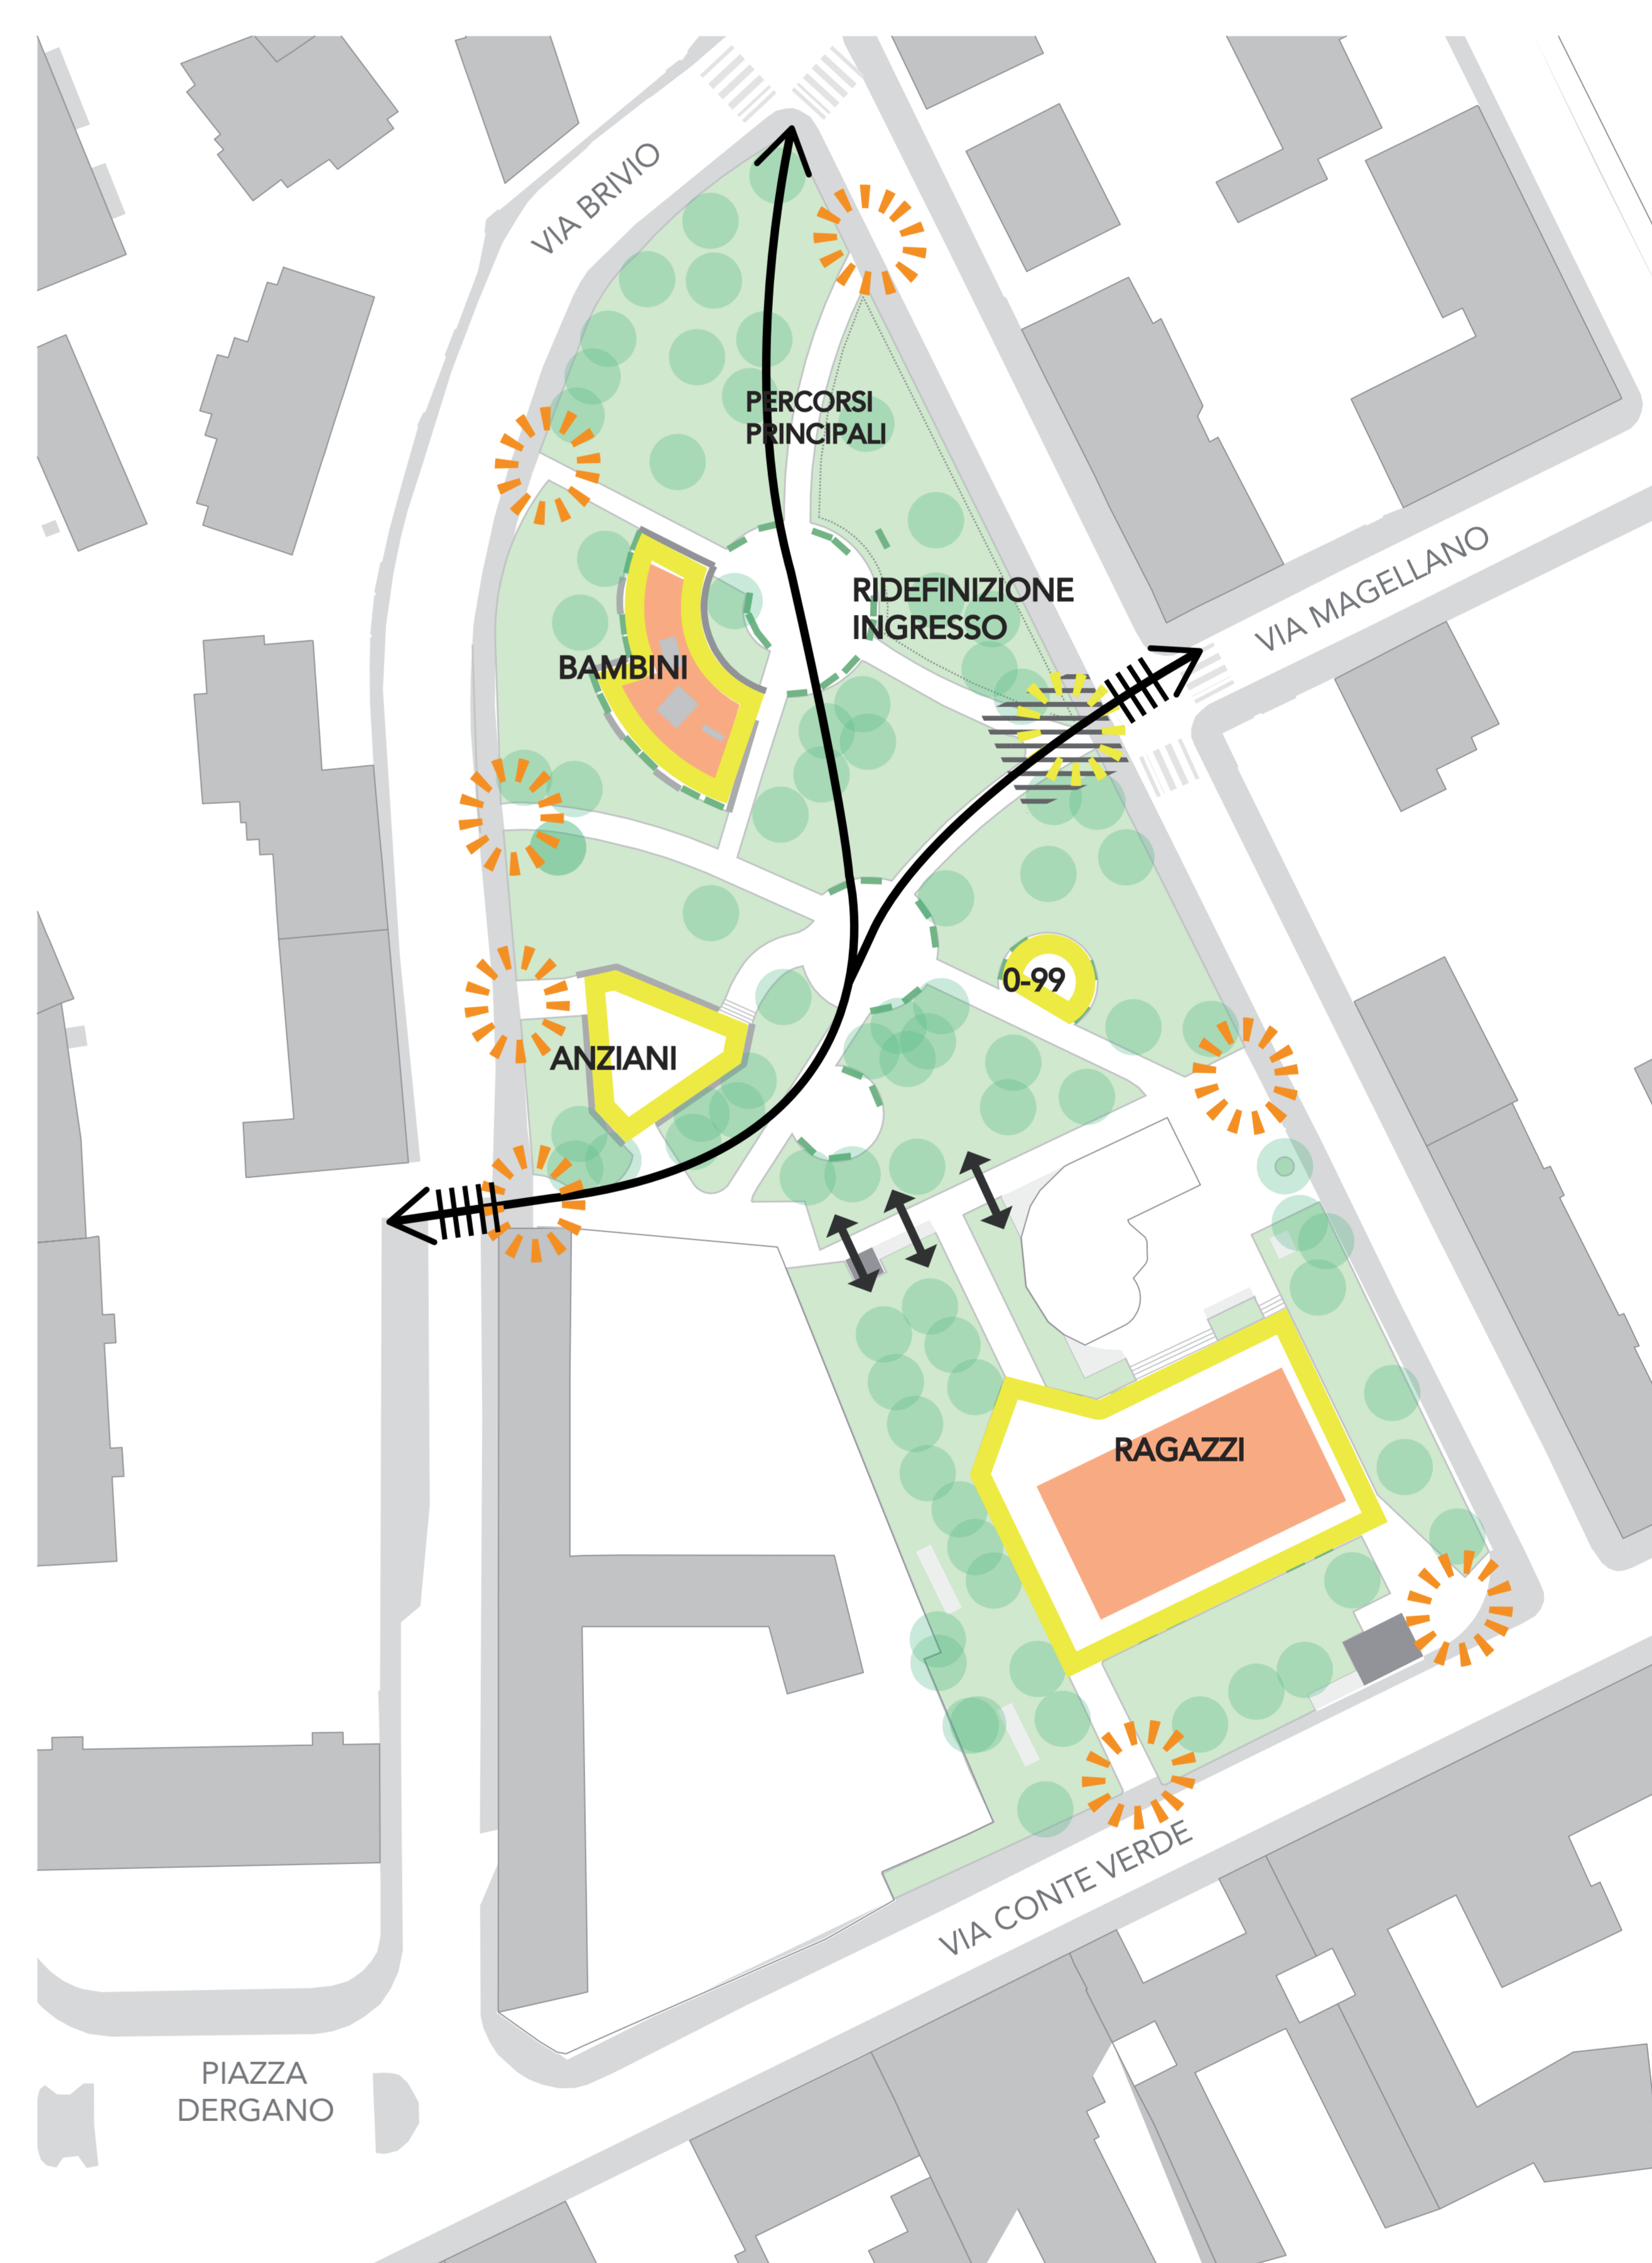 VIA BRIVIO
PERCORSI
PRINCIPALI
RIDEFINIZIONE
INGRESSO
VIA MAGELLANO
BAMBINI
0-99
ANZIANI
RAGAZZI
VIA CONTE VERDE
PIAZZA
DERGANO